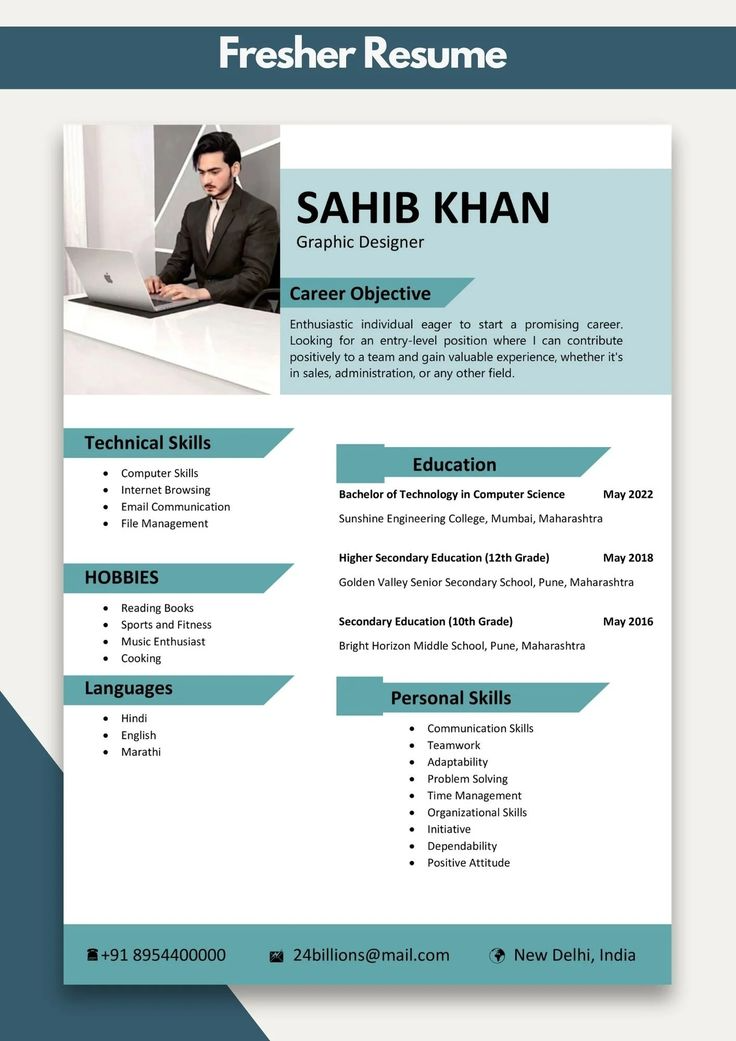 Fresher Resume
SAHIB KHAN
Graphic Designer
Career Objective
Enthusiastic individual eager to start a promising career.
Looking for an entry-level position where I can contribute
positively to a team and gain valuable experience, whether it's
in sales, administration, or any other field.
Technical Skills
• Computer Skills
• Internet Browsing
• Email Communication
• File Management
HOBBIES
• Reading Books
• Sports and Fitness
• Music Enthusiast
• Cooking
Languages
• Hindi
• English
• Marathi
Education
Bachelor of Technology in Computer Science May 2022
Sunshine Engineering College, Mumbai, Maharashtra
Higher Secondary Education (12th Grade) May 2018
Golden Valley Senior Secondary School, Pune, Maharashtra
Secondary Education (10th Grade) May 2016
Bright Horizon Middle School, Pune, Maharashtra
Personal Skills
• Communication Skills
• Teamwork
• Adaptability
• Problem Solving
• Time Management
• Organizational Skills
• Initiative
• Dependability
• Positive Attitude
+91 8954400000 24billions@mail.com New Delhi, India